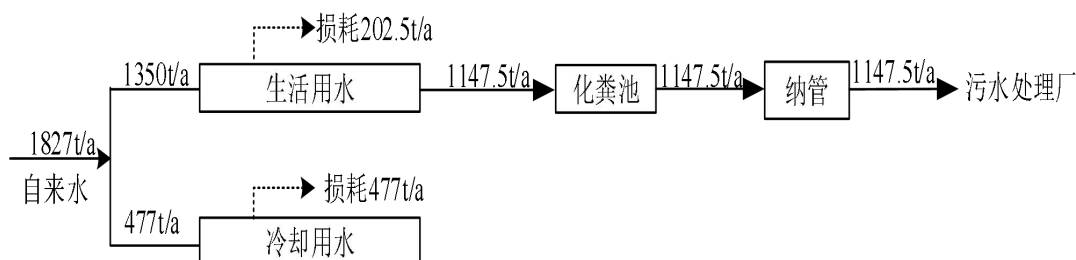 损耗202.5t/a
1350t/a
生活用水
1147.5t/a
化粪池
1147.5t/a
纳管
1147.5t/a
污水处理厂
1827t/a
自来水
损耗477t/a
477t/a
冷却用水